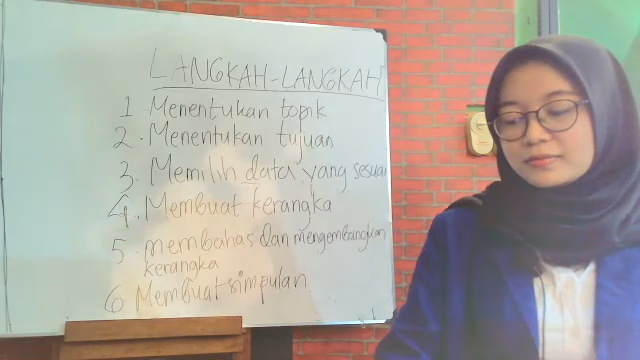 LANGKAH-LANGKAH
1. Menentukan topik
2. Menentukan tujuan
3. Memilih data yang sesuai
4. Membuat kerangka
5. membahas dan mengembangkan
kerangka
6. Membuat simpulan